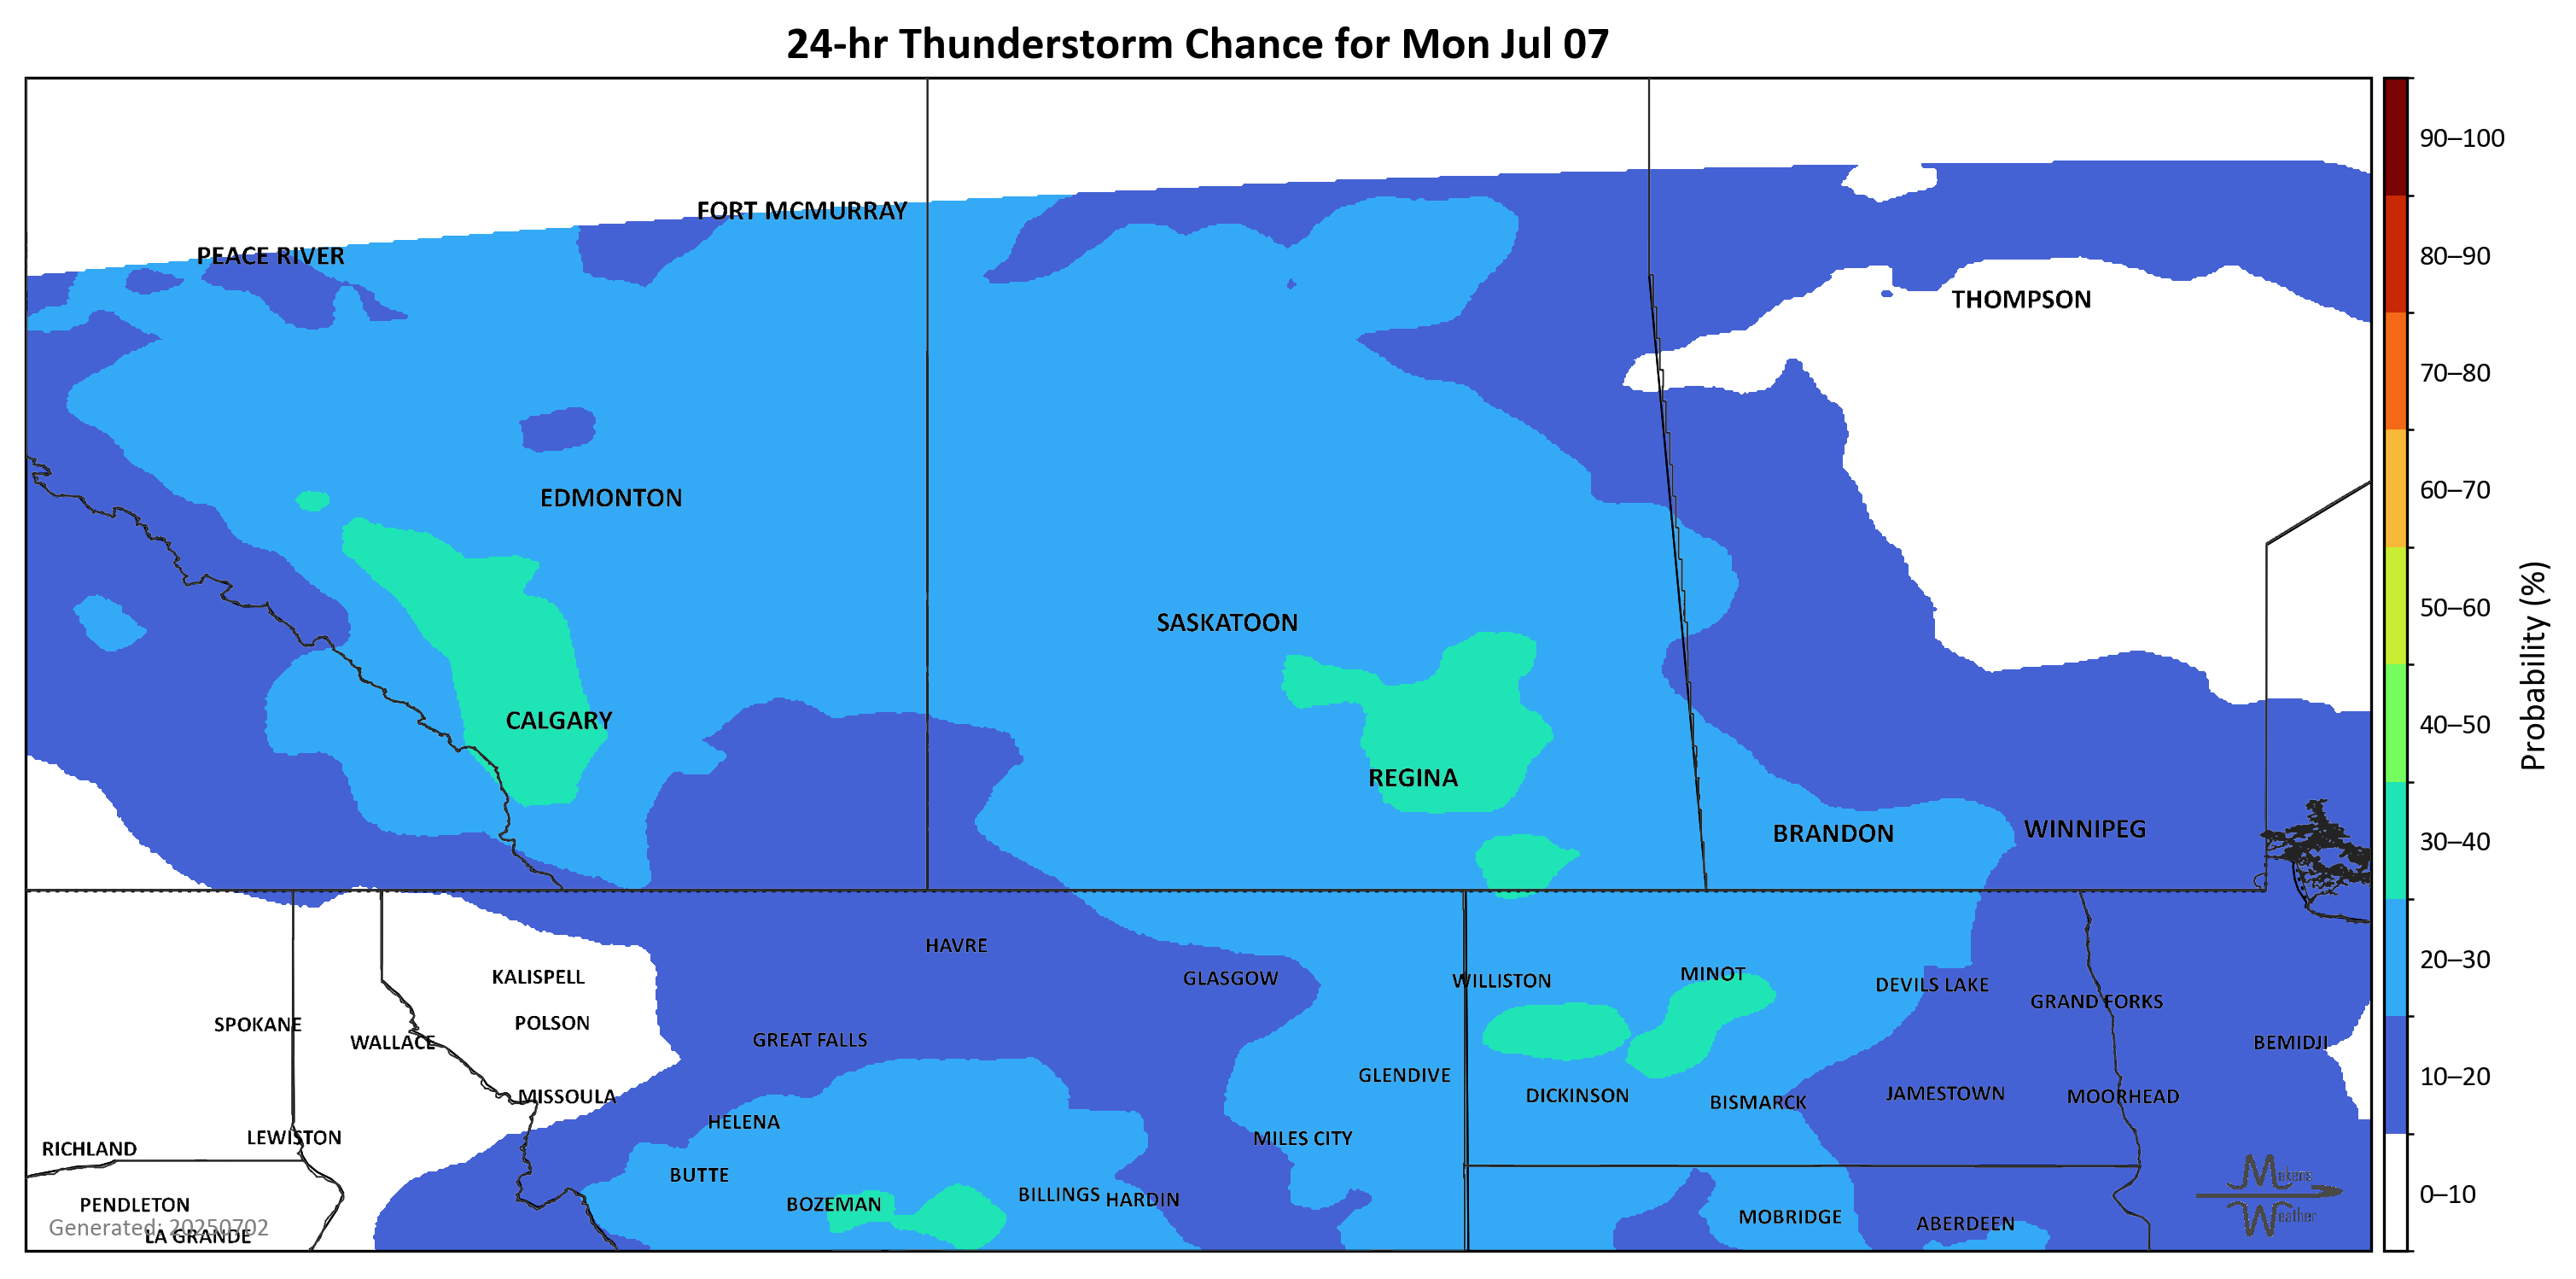 24-hr Thunderstorm Chance for Mon Jul 07
90–100
FORT MCMURRAY
PEACE RIVER
80–90
THOMPSON
70–80
60–70
EDMONTON
50–60
SASKATOON
Probability (%)
CALGARY
40–50
REGINA
BRANDON
WINNIPEG
30–40
HAVRE
20–30
KALISPELL
GLASGOW
WILLISTON
MINOT
DEVILS LAKE
GRAND FORKS
SPOKANE
POLSON
WALLACE
GREAT FALLS
BEMIDJI
GLENDIVE
10–20
MISSOULA
DICKINSON
BISMARCK
JAMESTOWN
MOORHEAD
HELENA
LEWISTON
MILES CITY
RICHLAND
BUTTE
Mekens
Weather
0–10
PENDLETON
BOZEMAN
BILLINGS
HARDIN
MOBRIDGE
ABERDEEN
Generated: 20250702
LA GRANDE